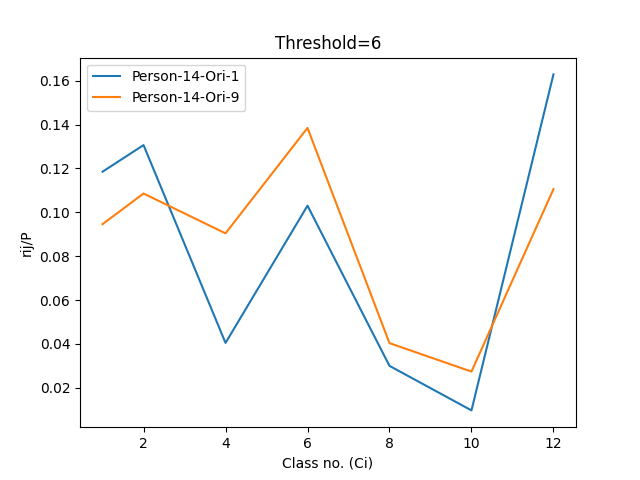 Threshold=6
Person-14-Ori-1
Person-14-Ori-9
0.16
0.14
0.12
0.10
0.08
0.06
0.04
0.02
rij/P
2 4 6 8 10 12
Class no. (Ci)